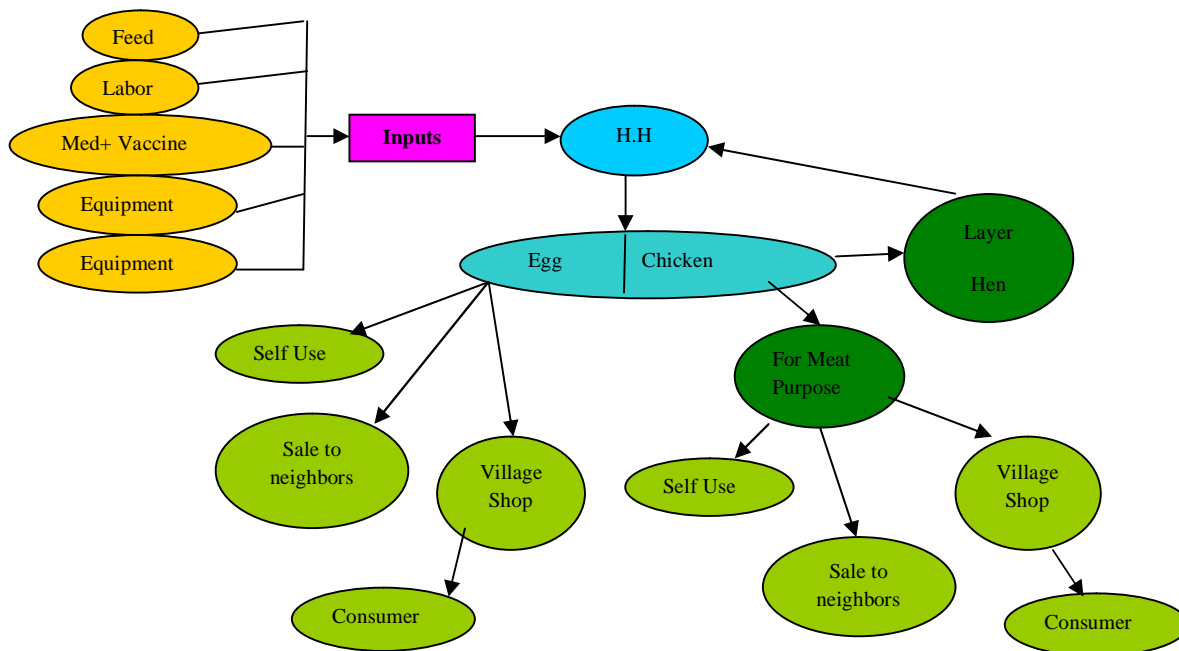 Feed
Labor
Med+ Vaccine
Equipment
Equipment
Inputs
H.H
Layer
Hen
Egg
Chicken
Self Use
Sale to
neighbors
Village
Shop
Consumer
For Meat
Purpose
Self Use
Sale to
neighbors
Village
Shop
Consumer